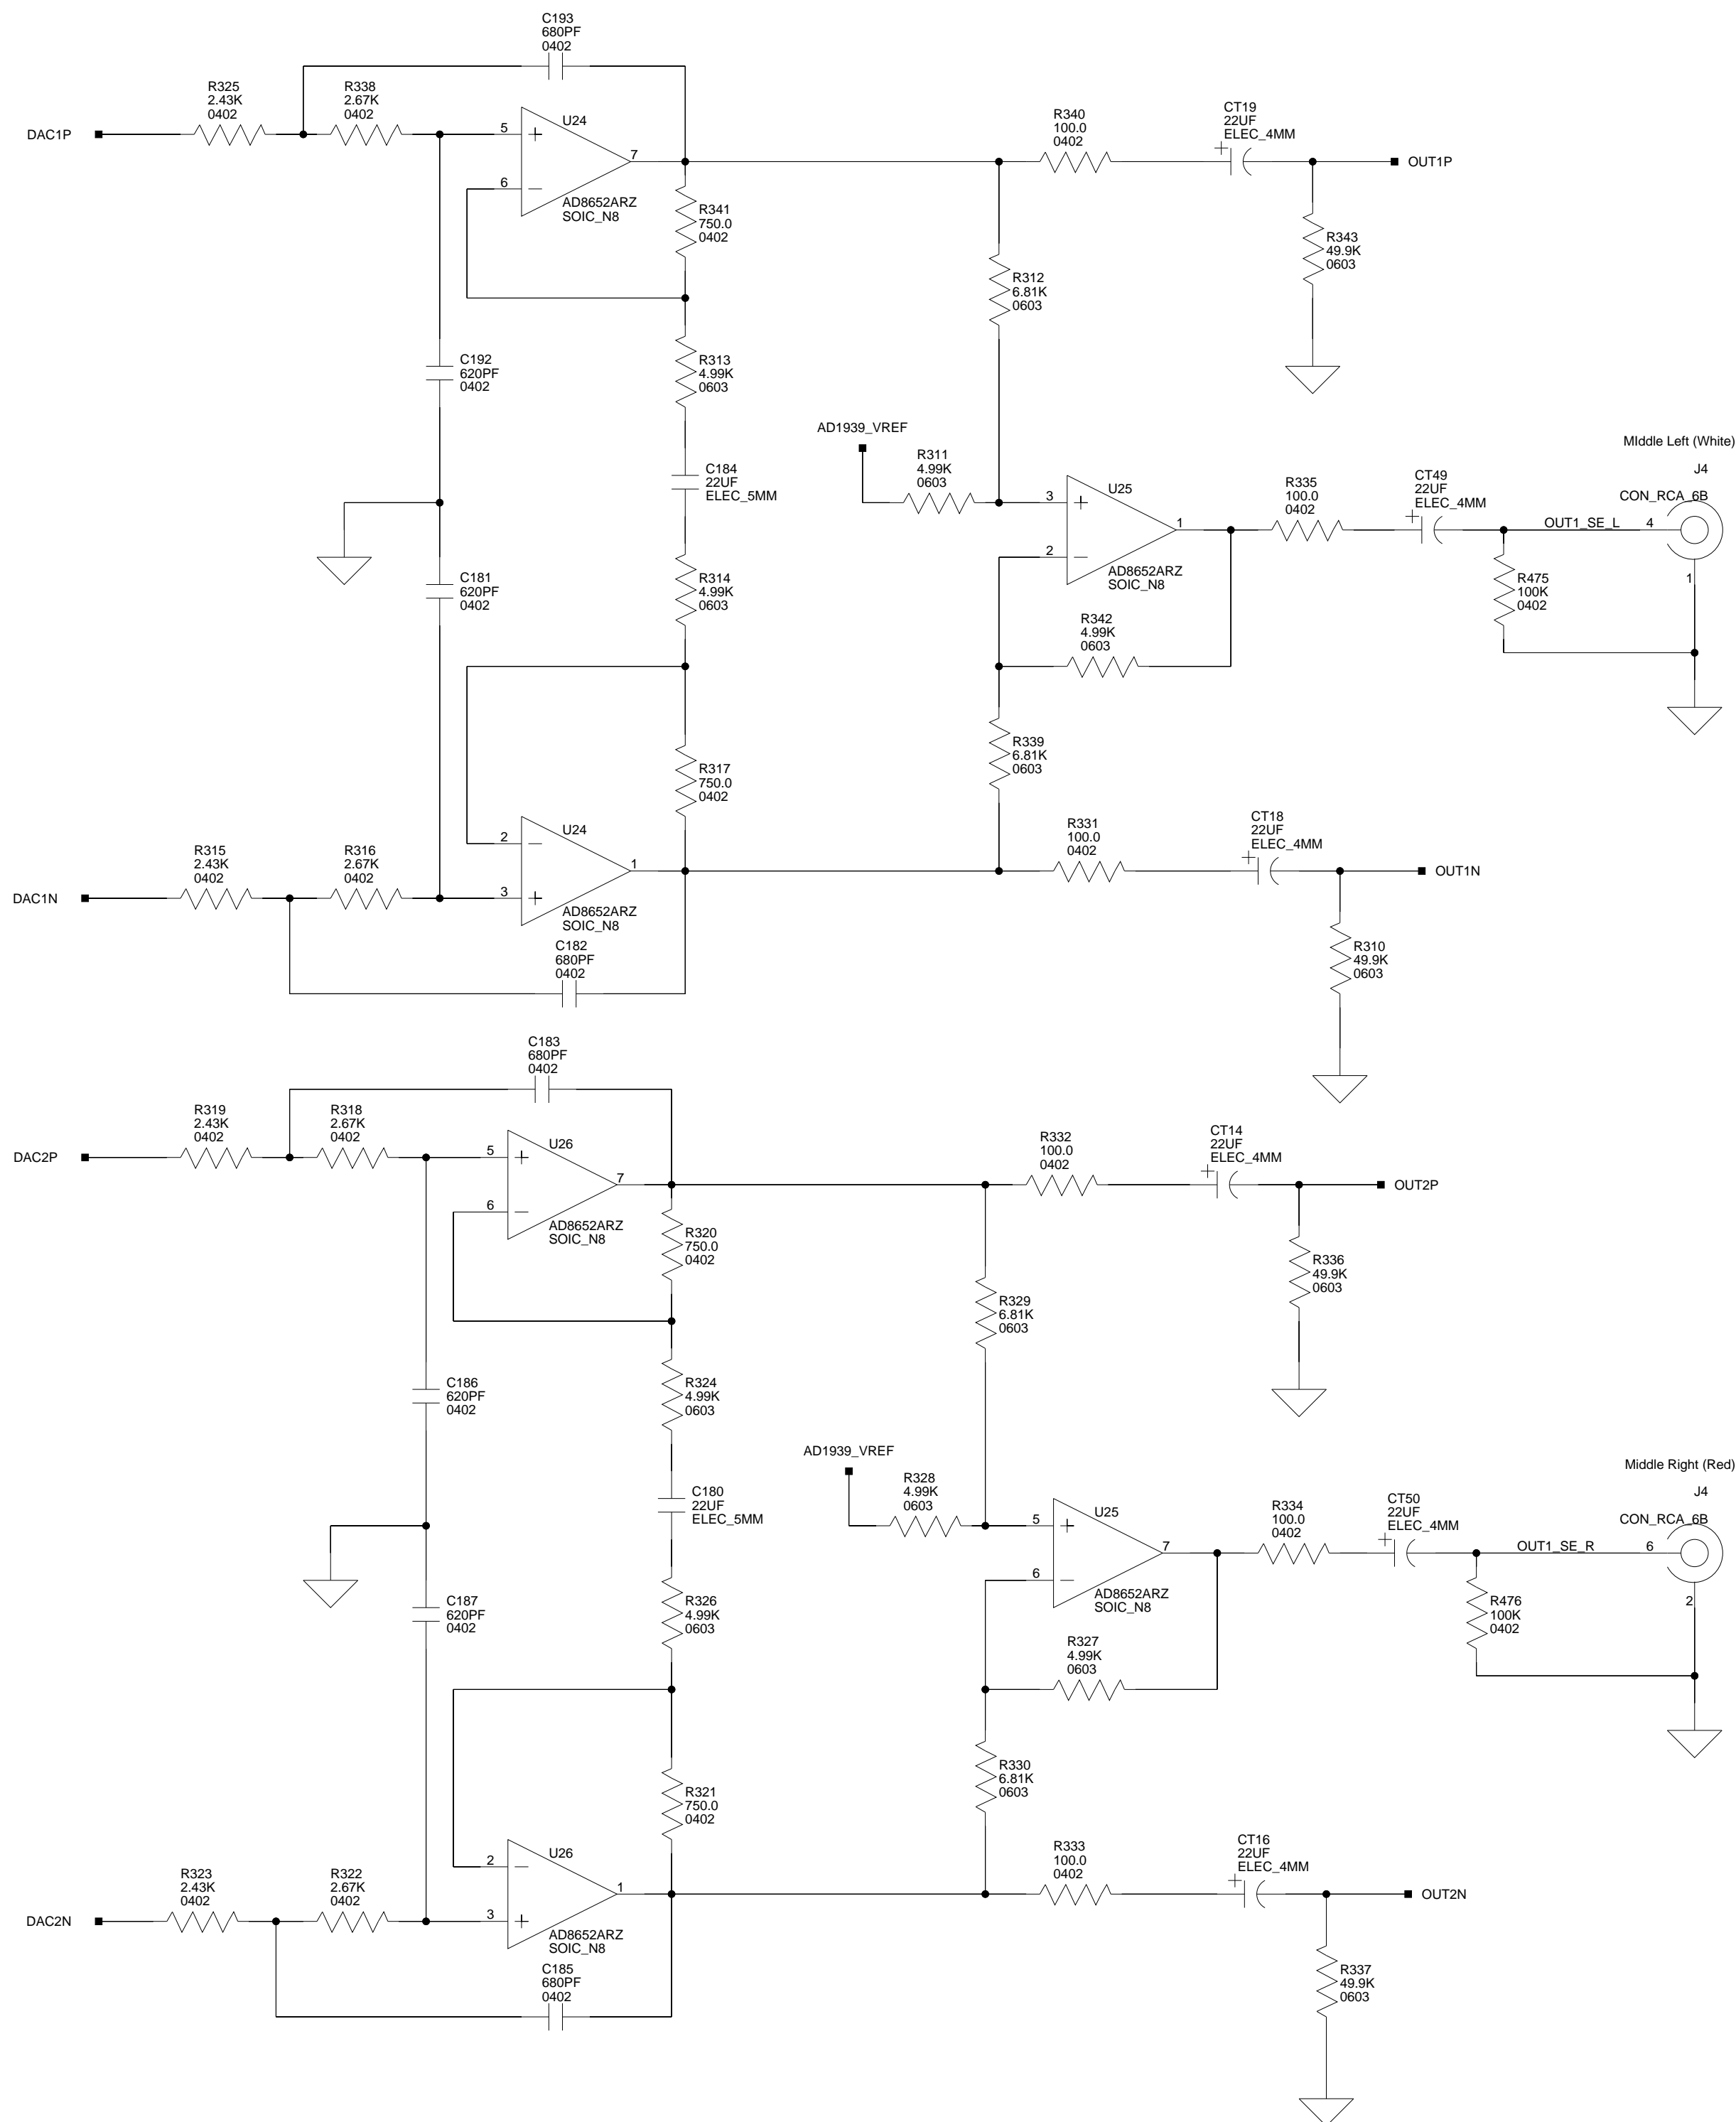 C193
680PF
0402
R325
2.43K
0402
R338
2.67K
0402
DAC1P
5
+
U24
7
6
−
AD8652ARZ
SOIC_N8
R341
750.0
0402
R340
100.0
0402
CT19
22UF
ELEC_4MM
+
OUT1P
R343
49.9K
0603
R312
6.81K
0603
R313
4.99K
0603
C192
620PF
0402
AD1939_VREF
R311
4.99K
0603
C184
22UF
ELEC_5MM
3
+
U25
1
2
−
AD8652ARZ
SOIC_N8
R335
100.0
0402
CT49
22UF
ELEC_4MM
+
MIddle Left (White)
J4
CON_RCA_6B
OUT1_SE_L
4
1
R475
100K
0402
C181
620PF
0402
R314
4.99K
0603
R342
4.99K
0603
R339
6.81K
0603
R317
750.0
0402
R315
2.43K
0402
R316
2.67K
0402
DAC1N
2
−
U24
1
3
+
AD8652ARZ
SOIC_N8
R331
100.0
0402
CT18
22UF
ELEC_4MM
+
OUT1N
R310
49.9K
0603
C182
680PF
0402
C183
680PF
0402
R319
2.43K
0402
R318
2.67K
0402
DAC2P
5
+
U26
7
6
−
AD8652ARZ
SOIC_N8
R320
750.0
0402
R332
100.0
0402
CT14
22UF
ELEC_4MM
+
OUT2P
R336
49.9K
0603
R329
6.81K
0603
R324
4.99K
0603
C186
620PF
0402
AD1939_VREF
R328
4.99K
0603
C180
22UF
ELEC_5MM
5
+
U25
7
6
−
AD8652ARZ
SOIC_N8
R334
100.0
0402
CT50
22UF
ELEC_4MM
+
Middle Right (Red)
J4
CON_RCA_6B
OUT1_SE_R
6
2
R476
100K
0402
C187
620PF
0402
R326
4.99K
0603
R327
4.99K
0603
R330
6.81K
0603
R321
750.0
0402
R323
2.43K
0402
R322
2.67K
0402
DAC2N
2
−
U26
1
3
+
AD8652ARZ
SOIC_N8
R333
100.0
0402
CT16
22UF
ELEC_4MM
+
OUT2N
R337
49.9K
0603
C185
680PF
0402